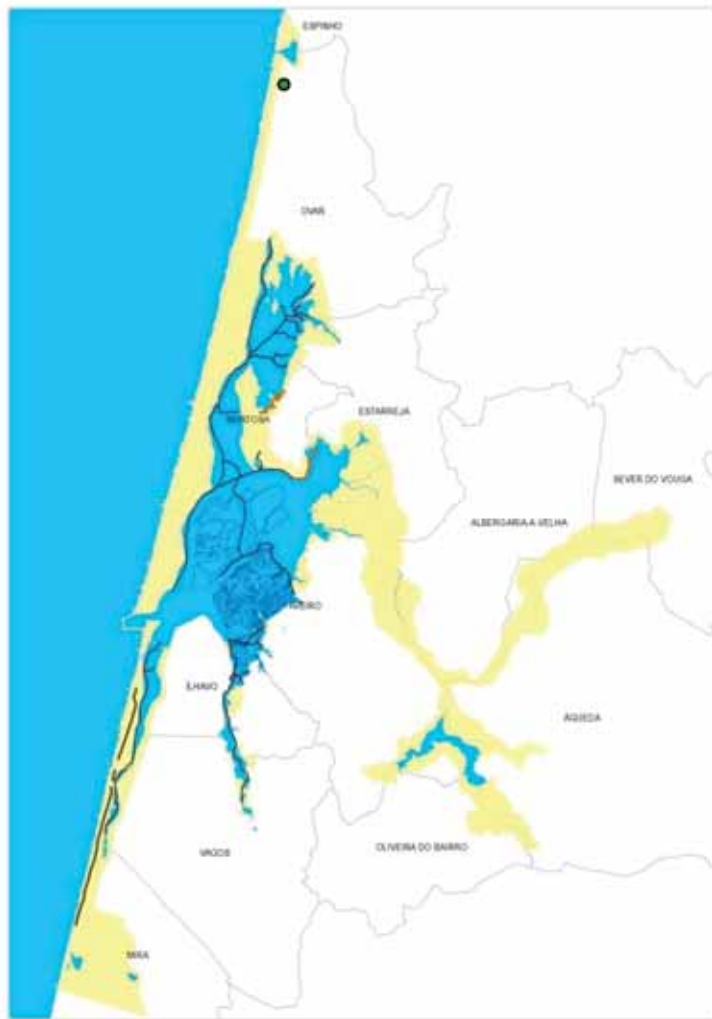 ESPINHO
OVAR
MURTOSA
ESTARREJA
SEVER DO VOUGA
ALBERGARIA-A-VELHA
AVEIRO
ÍLHAVO
ÁGUEDA
VAGOS
OLIVEIRA DO BAIRRO
MIRA